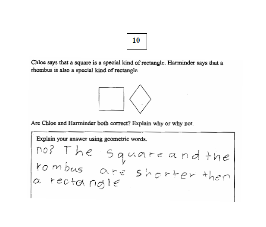 10
Chloe says that a square is a special kind of rectangle. Harminder says that a
rhombus is also a special kind of rectangle.
Are Chloe and Harminder both correct? Explain why or why not
Explain your answer using geometric words.
no? The square and the
rombus are shorter then
a rectangle